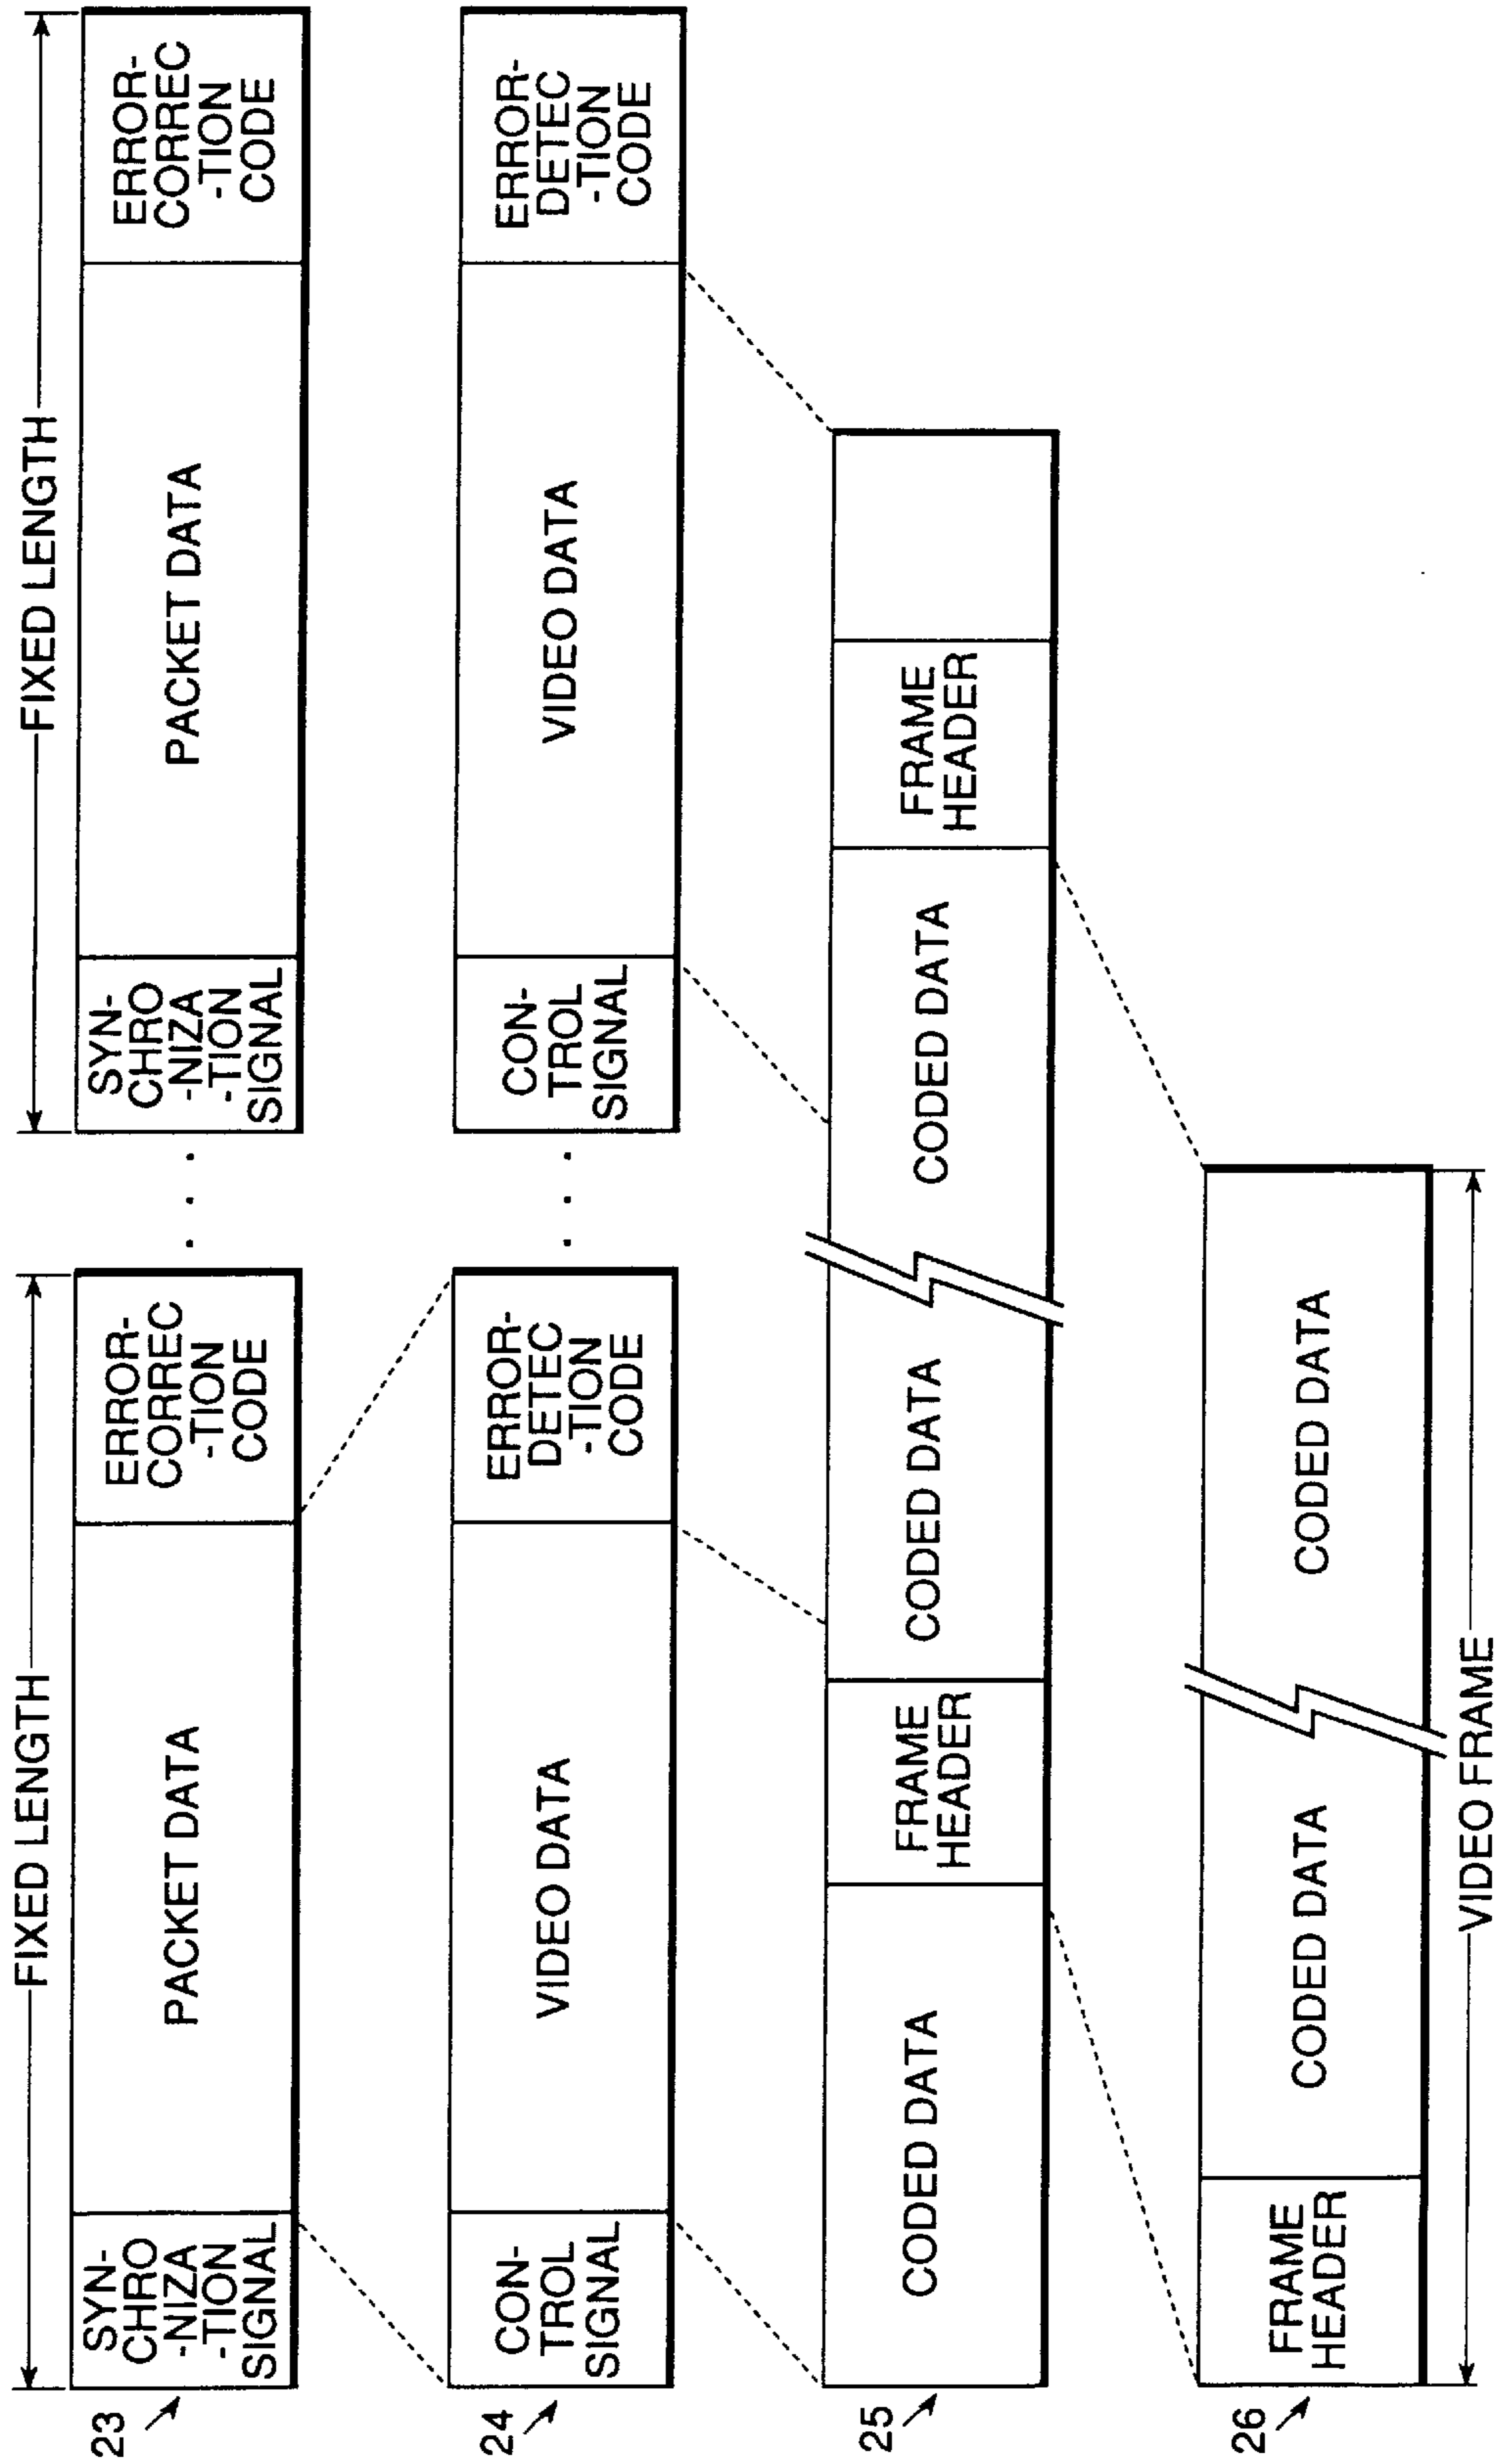 FIXED LENGTH
FIXED LENGTH
23
SYN-
CHRO
-NIZA
-TION
SIGNAL
PACKET DATA
ERROR-
CORREC
-TION
CODE
. . .
SYN-
CHRO
-NIZA
-TION
SIGNAL
PACKET DATA
ERROR-
CORREC
-TION
CODE
24
CON-
TROL
SIGNAL
VIDEO DATA
ERROR-
DETEC
-TION
CODE
. . .
CON-
TROL
SIGNAL
VIDEO DATA
ERROR-
DETEC
-TION
CODE
25
CODED DATA
FRAME
HEADER
CODED DATA
CODED DATA
FRAME
HEADER
26
FRAME
HEADER
CODED DATA
CODED DATA
VIDEO FRAME